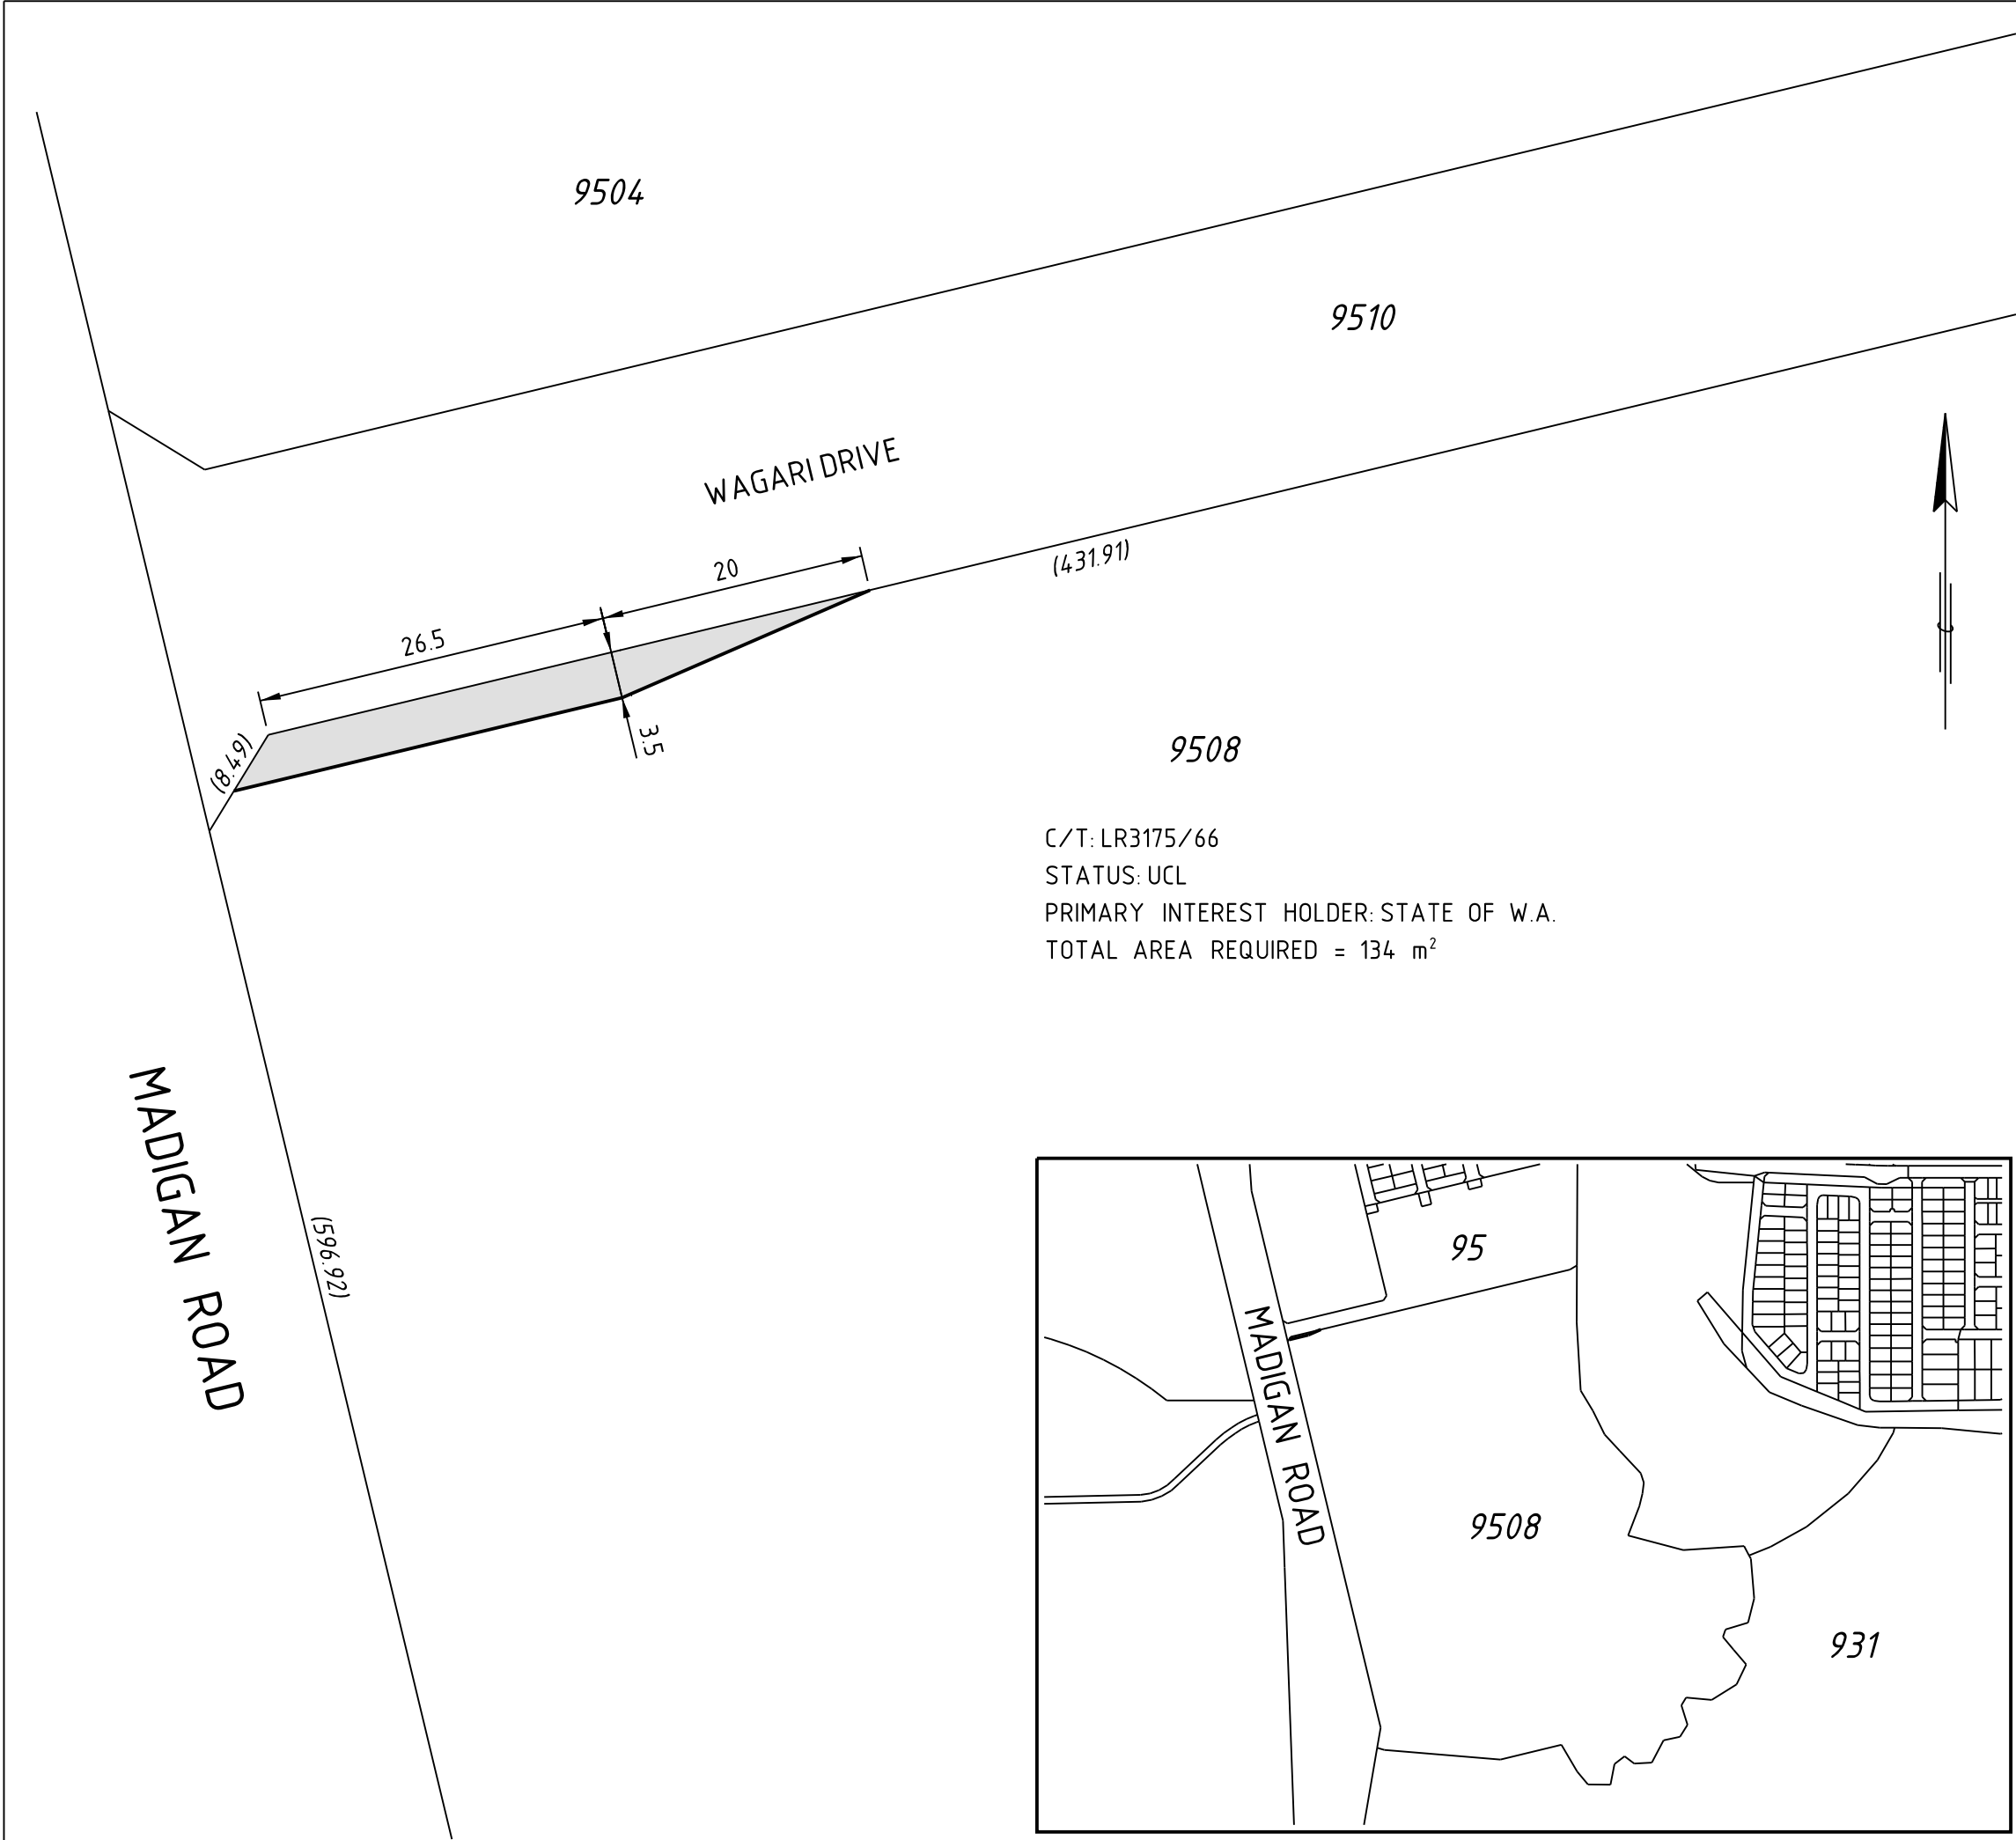 9504
9510
WAGARI DRIVE
(431.91)
20
26.5
3.5
(8.49)
9508
C/T: LR3175/66
STATUS: UCL
PRIMARY INTEREST HOLDER: STATE OF W.A.
TOTAL AREA REQUIRED = 134 m²
MADIGAN ROAD
(596.92)
95
MADIGAN ROAD
9508
931